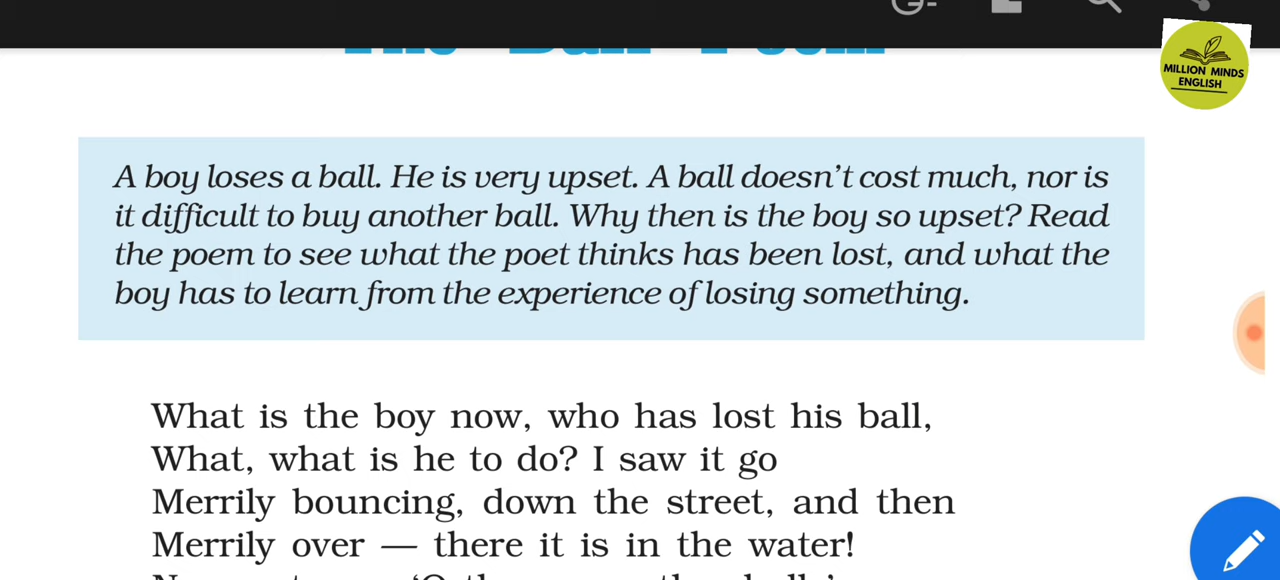 MILLION MINDS
ENGLISH
A boy loses a ball. He is very upset. A ball doesn't cost much, nor is
it difficult to buy another ball. Why then is the boy so upset? Read
the poem to see what the poet thinks has been lost, and what the
boy has to learn from the experience of losing something.
What is the boy now, who has lost his ball,
What, what is he to do? I saw it go
Merrily bouncing, down the street, and then
Merrily over — there it is in the water!